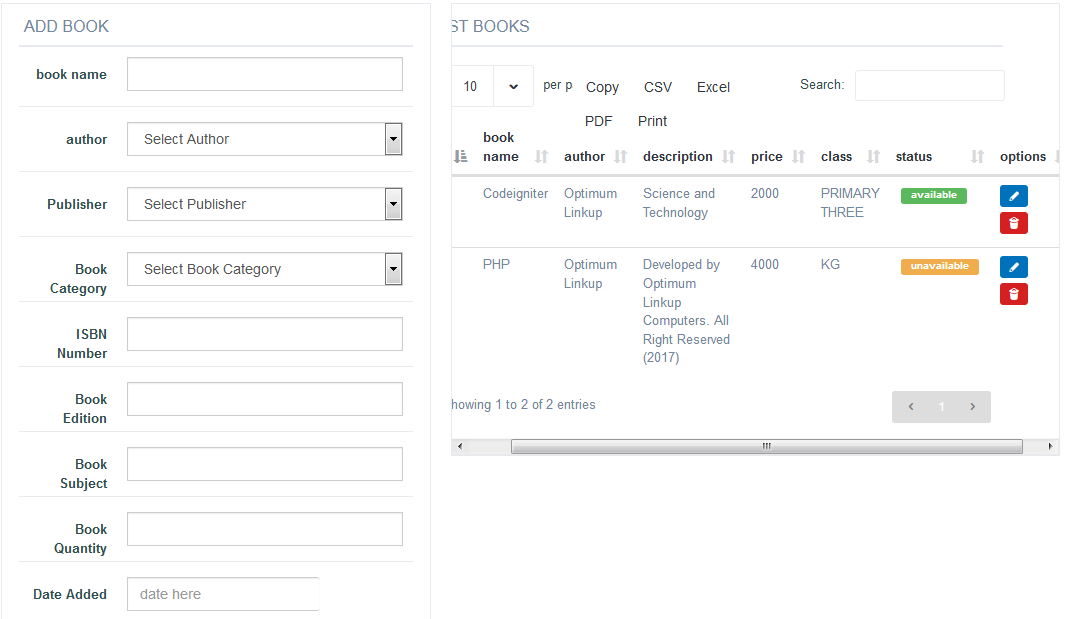 ADD BOOK
book name
author
Select Author
Publisher
Select Publisher
Book
Category
Select Book Category
ISBN
Number
Book
Edition
Book
Subject
Book
Quantity
Date Added
date here
ST BOOKS
10
per p
Copy
CSV
Excel
PDF
Print
Search:
book
name
author
description
price
class
status
options
Codeigniter
Optimum
Linkup
Science and
Technology
2000
PRIMARY
THREE
available
PHP
Optimum
Linkup
Developed by
Optimum
Linkup
Computers. All
Right Reserved
(2017)
4000
KG
unavailable
howing 1 to 2 of 2 entries
‹ 1 ›